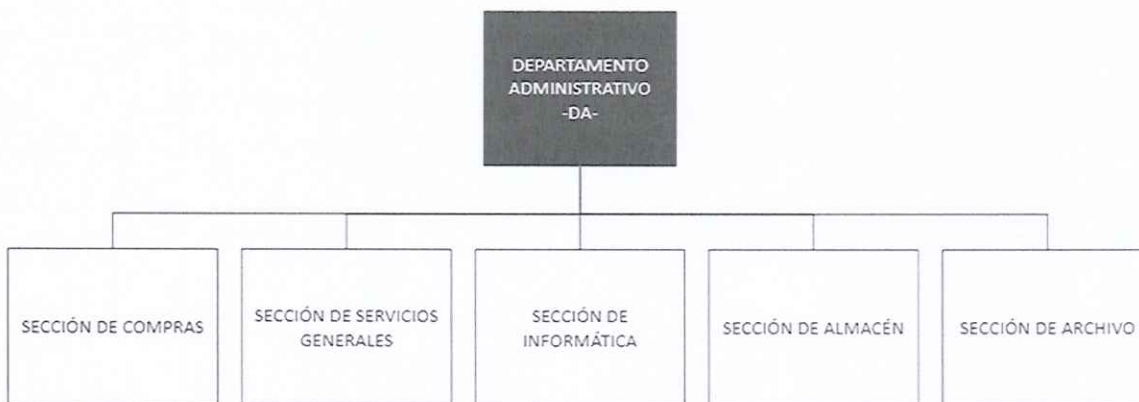 DEPARTAMENTO
ADMINISTRATIVO
-DA-
SECCIÓN DE COMPRAS
SECCIÓN DE SERVICIOS
GENERALES
SECCIÓN DE
INFORMÁTICA
SECCIÓN DE ALMACÉN
SECCIÓN DE ARCHIVO